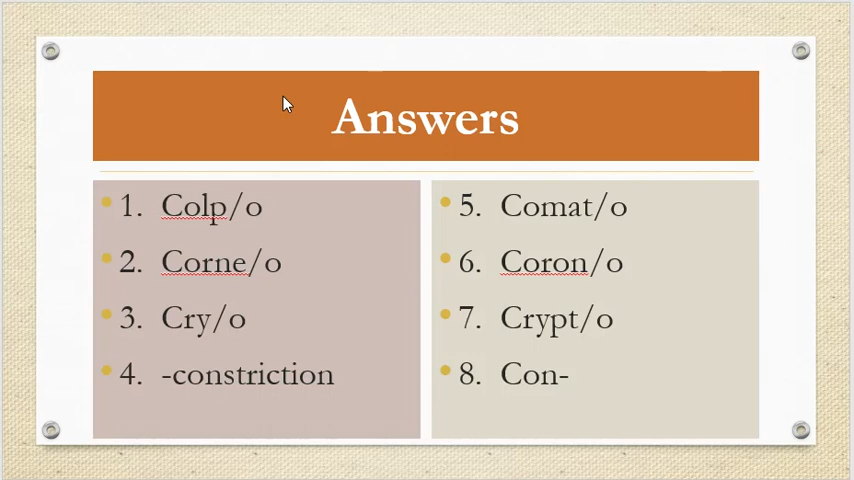 Answers
1. Colp/o
2. Corne/o
3. Cry/o
4. -constriction
5. Comat/o
6. Coron/o
7. Crypt/o
8. Con-